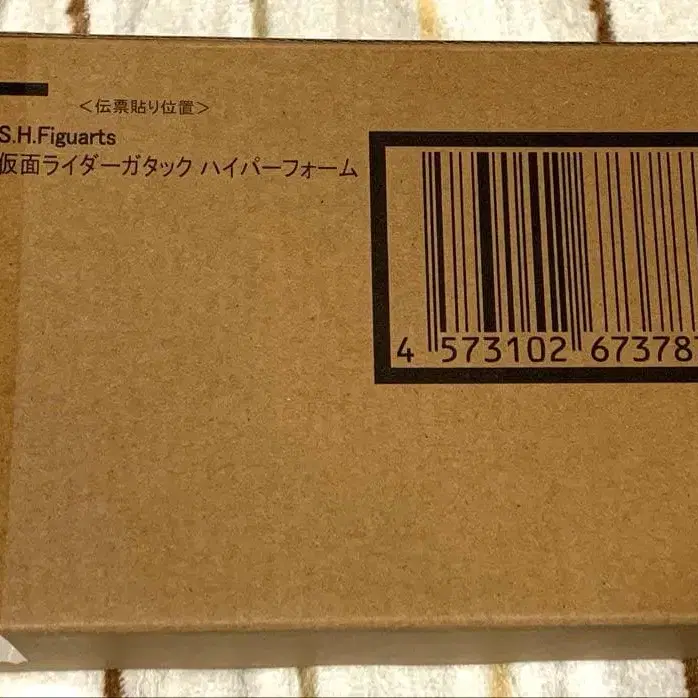 <伝票貼り位置>
S.H.Figuarts
仮面ライダーガタック ハイパーフォーム
4 573102 673787